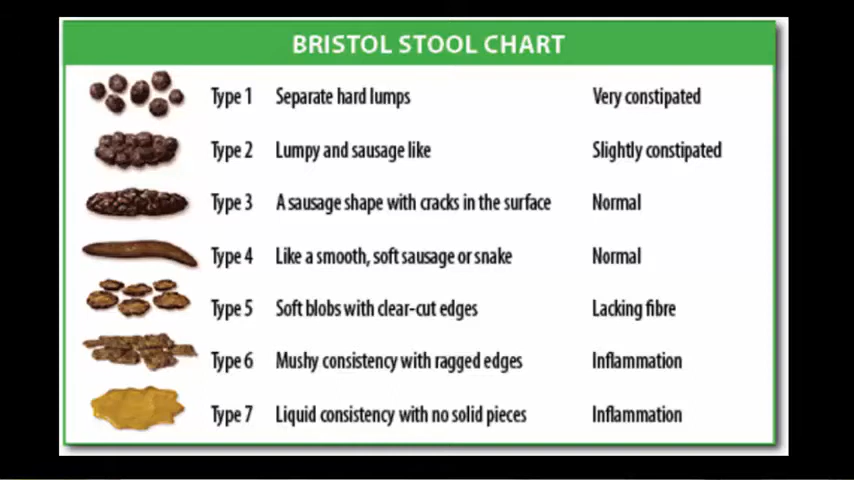 BRISTOL STOOL CHART
Type 1 Separate hard lumps Very constipated
Type 2 Lumpy and sausage like Slightly constipated
Type 3 A sausage shape with cracks in the surface Normal
Type 4 Like a smooth, soft sausage or snake Normal
Type 5 Soft blobs with clear-cut edges Lacking fibre
Type 6 Mushy consistency with ragged edges Inflammation
Type 7 Liquid consistency with no solid pieces Inflammation